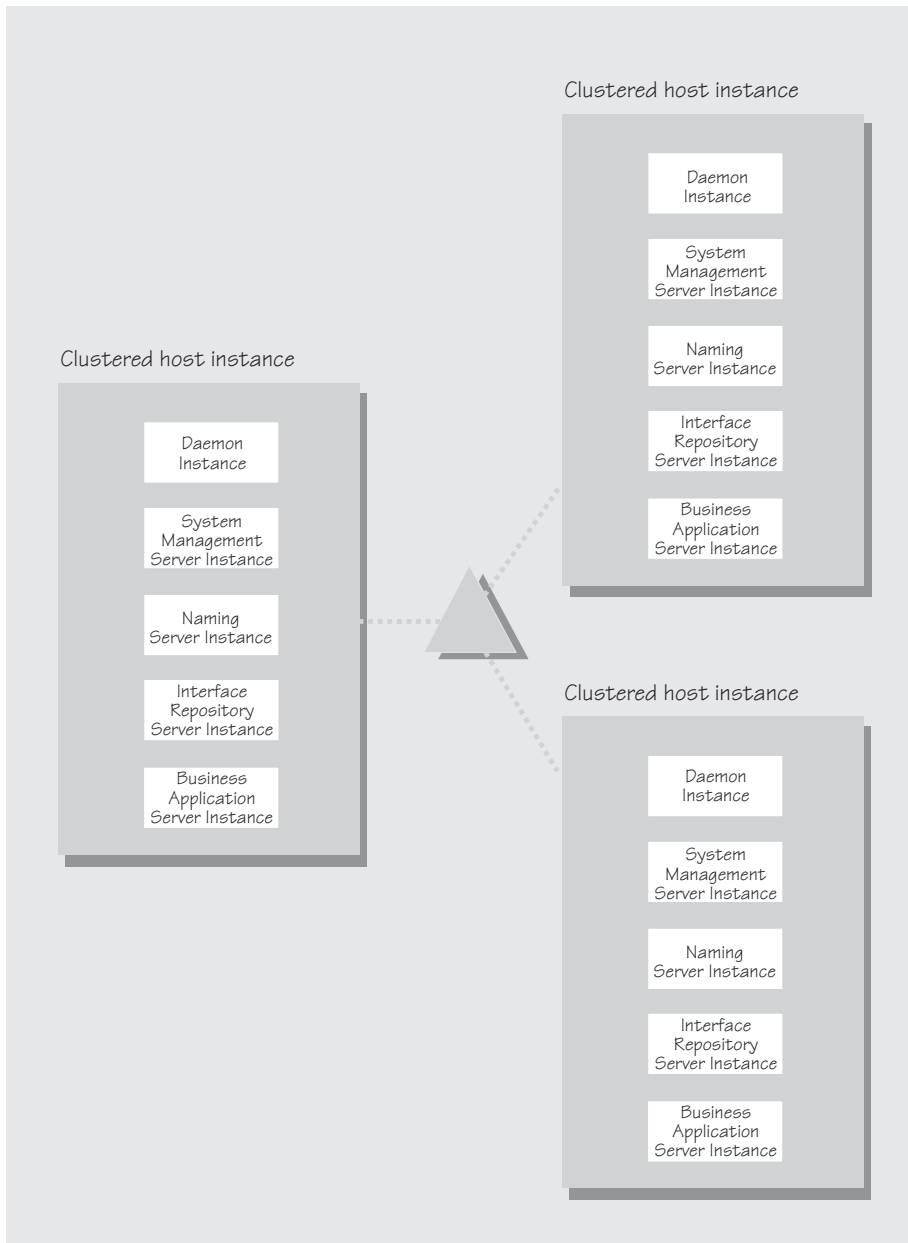 Clustered host instance
Daemon
Instance
System
Management
Server Instance
Naming
Server Instance
Interface
Repository
Server Instance
Business
Application
Server Instance
Clustered host instance
Daemon
Instance
System
Management
Server Instance
Naming
Server Instance
Interface
Repository
Server Instance
Business
Application
Server Instance
Clustered host instance
Daemon
Instance
System
Management
Server Instance
Naming
Server Instance
Interface
Repository
Server Instance
Business
Application
Server Instance